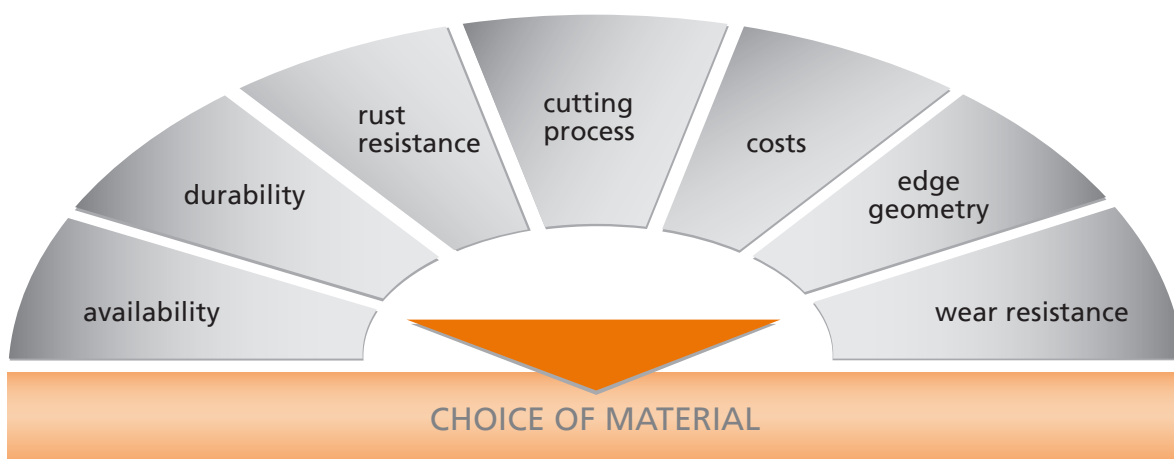 availability
durability
rust
resistance
cutting
process
costs
edge
geometry
wear resistance
CHOICE OF MATERIAL